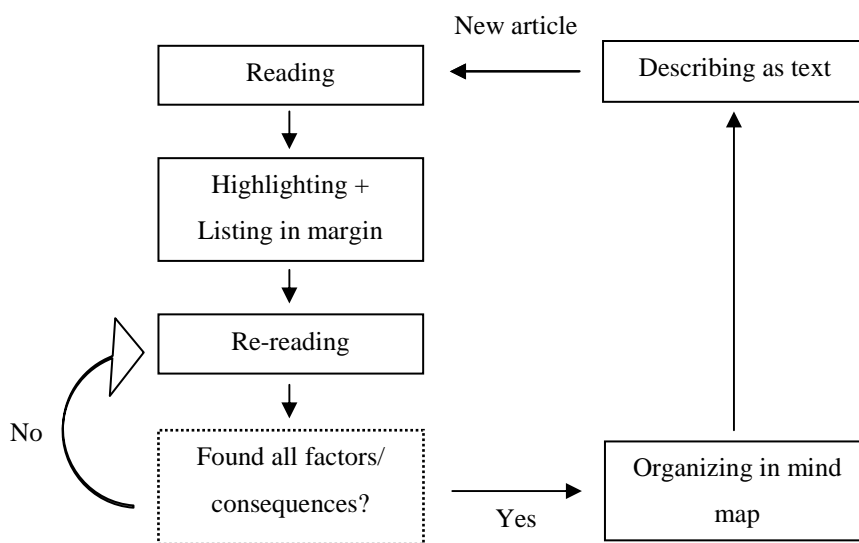 New article
Reading
Describing as text
Highlighting +
Listing in margin
Re-reading
No
Found all factors/
consequences?
Yes
Organizing in mind
map